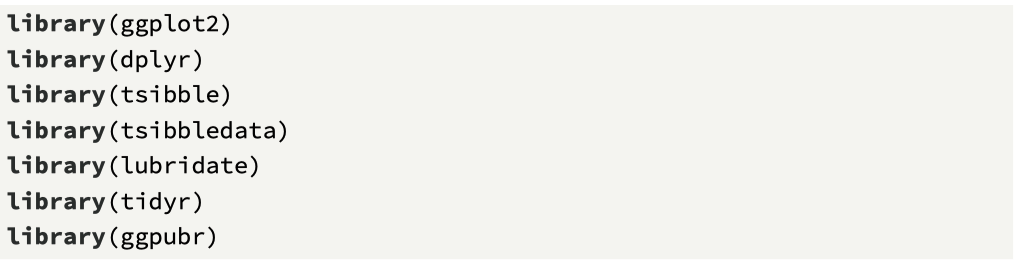 library(ggplot2)
library(dplyr)
library(tsibble)
library(tsibbledata)
library(lubridate)
library(tidyr)
library(ggpubr)